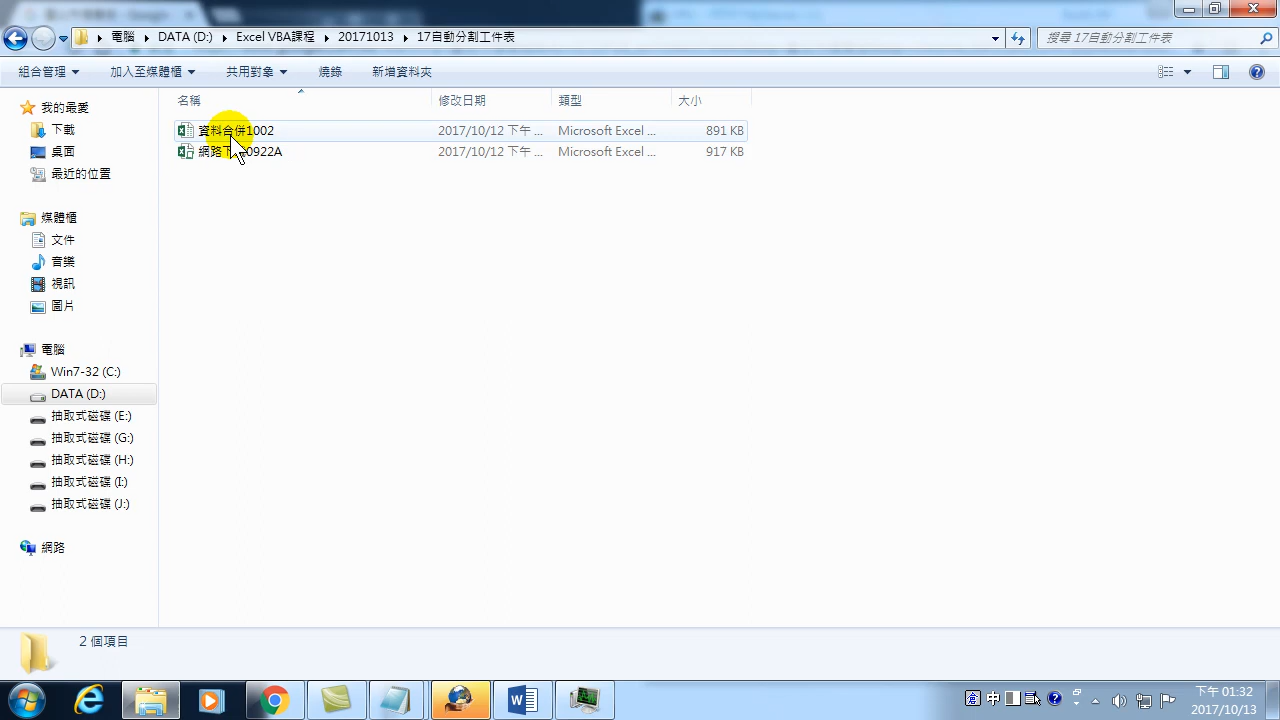 電腦 DATA (D:) Excel VBA課程 20171013 17自動分割工件表
搜尋 17自動分割工件表
組合管理 加入至媒體櫃 共用對象 燒錄 新增資料夾
名稱 修改日期 類型 大小
資料合併1002 2017/10/12 下午 ... Microsoft Excel ... 891 KB
網路下 0922A 2017/10/12 下午 ... Microsoft Excel ... 917 KB
我的最愛
下載
桌面
最近的位置
媒體櫃
文件
音樂
視訊
圖片
電腦
Win7-32 (C:)
DATA (D:)
抽取式磁碟 (E:)
抽取式磁碟 (G:)
抽取式磁碟 (H:)
抽取式磁碟 (I:)
抽取式磁碟 (J:)
網路
2 個項目
中
下午 01:32
2017/10/13